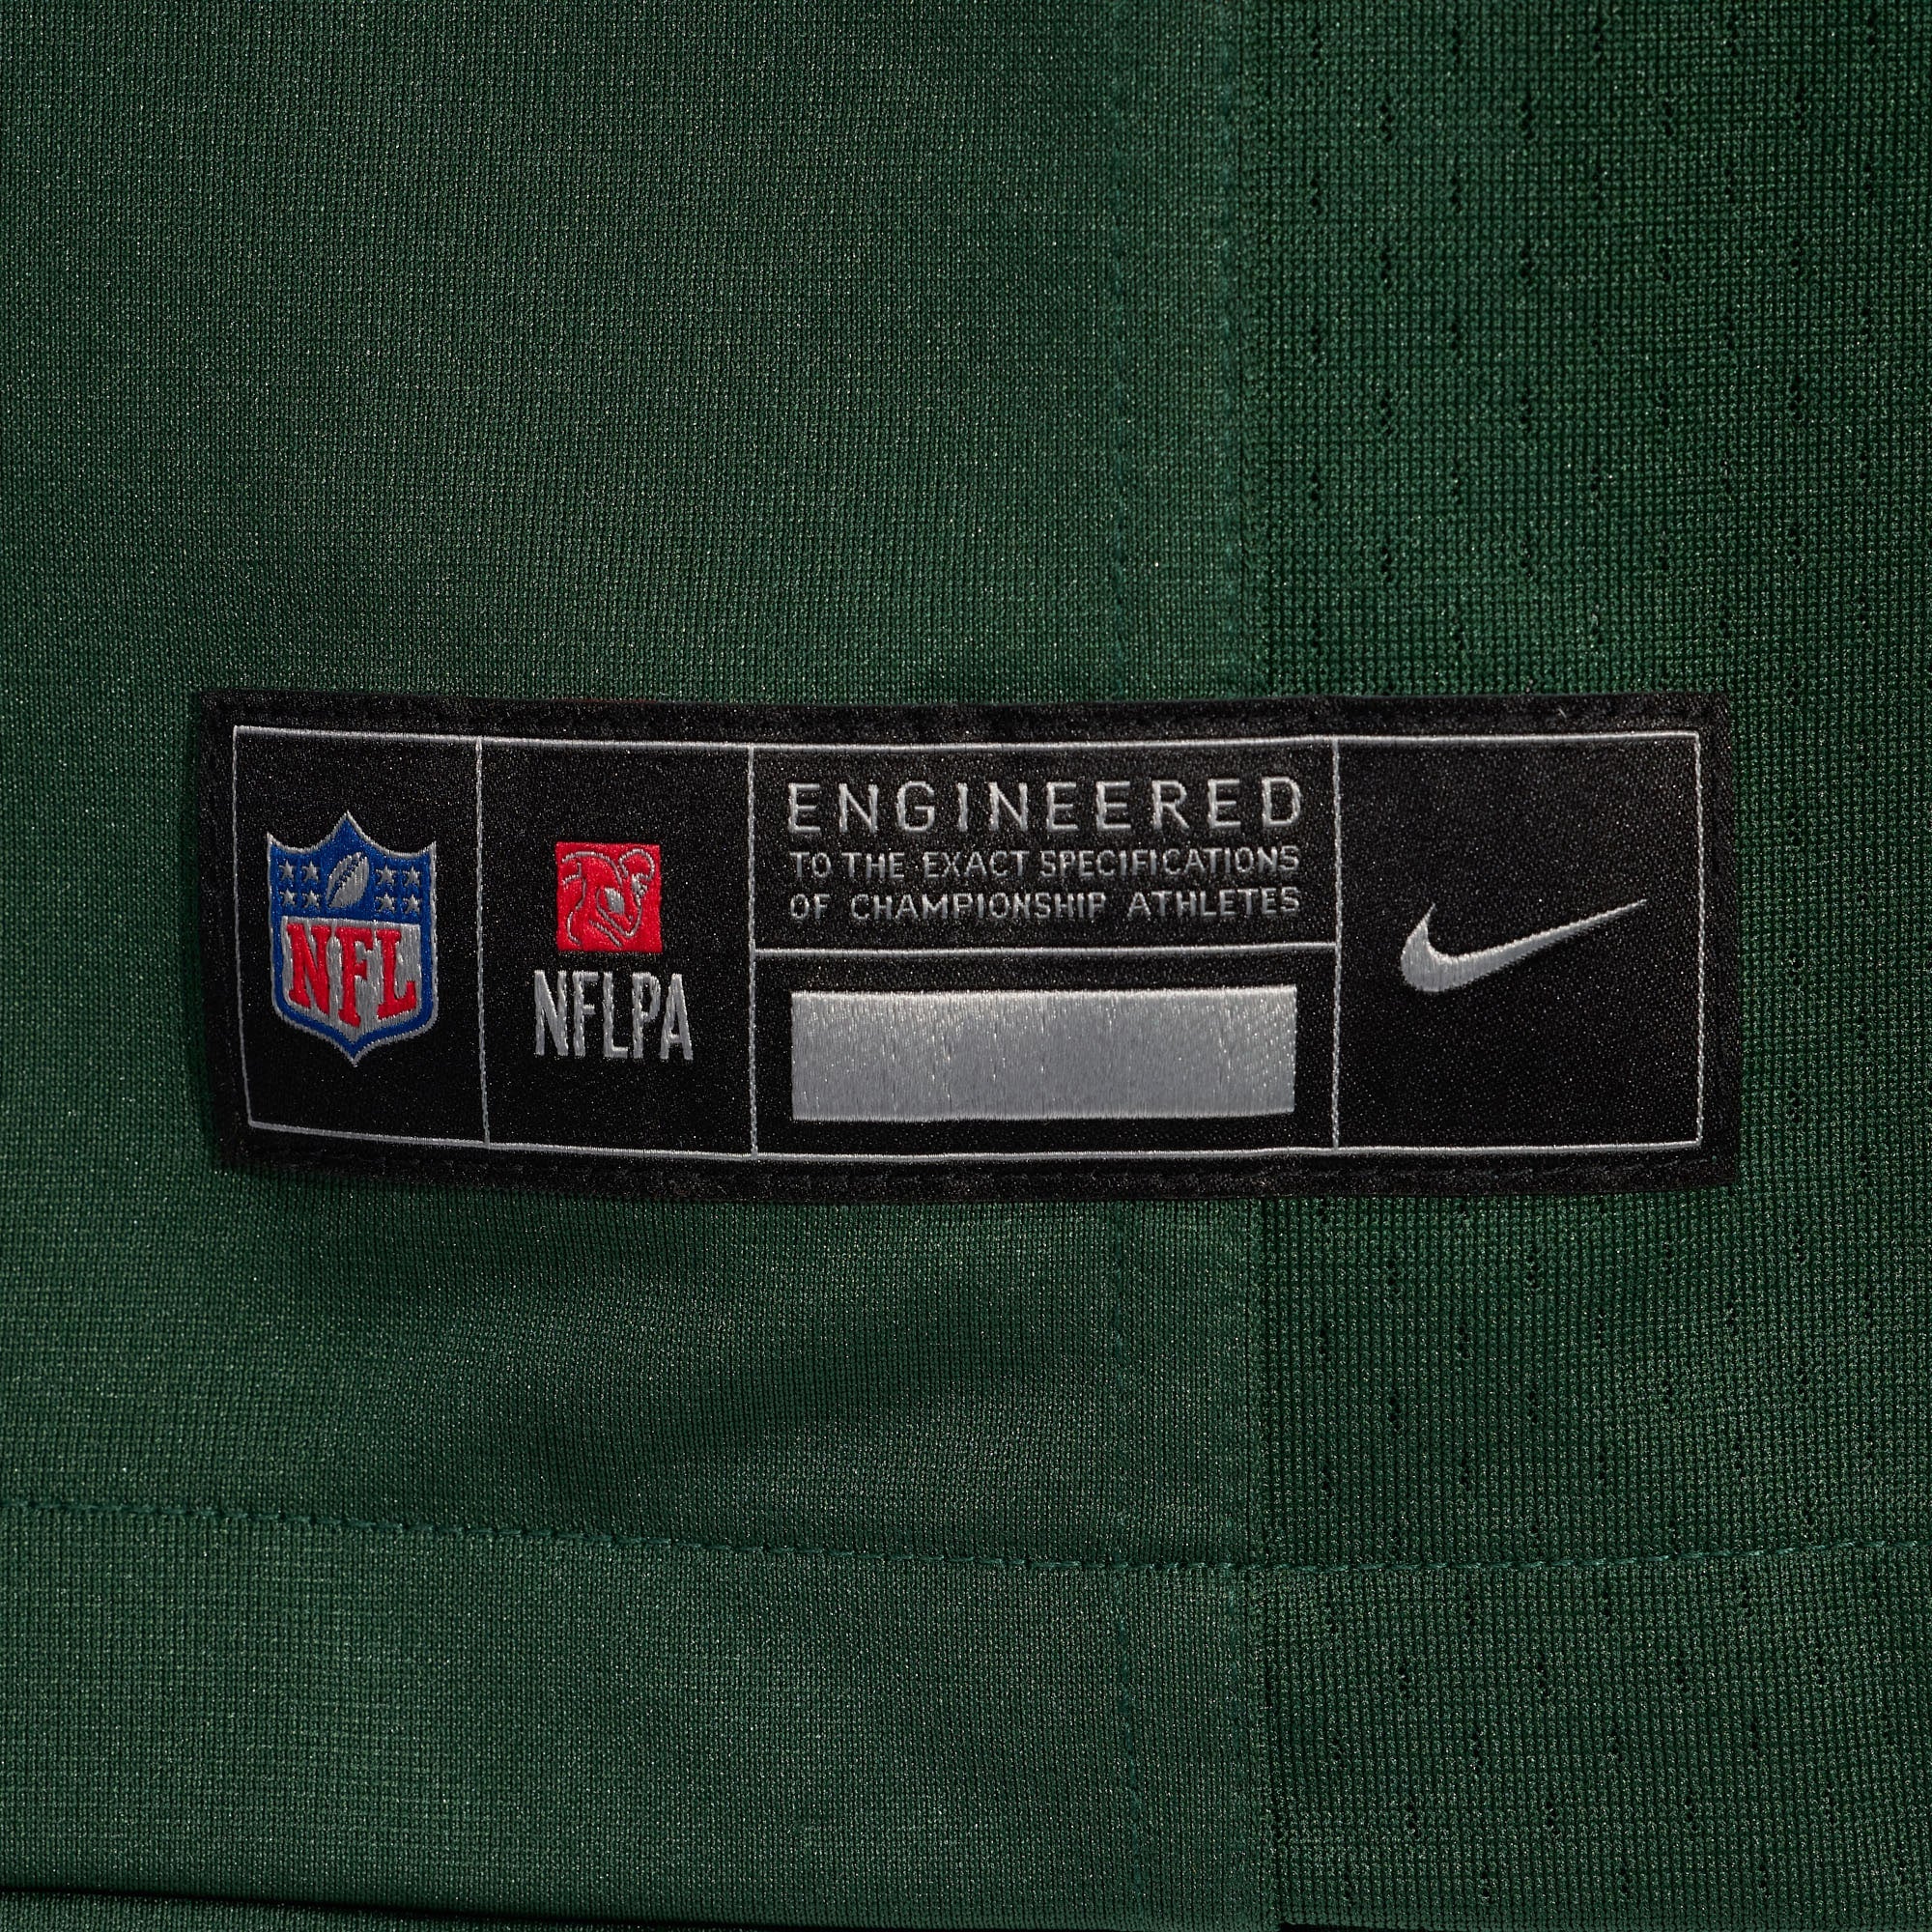 NFL
NFLPA
ENGINEERED
TO THE EXACT SPECIFICATIONS
OF CHAMPIONSHIP ATHLETES